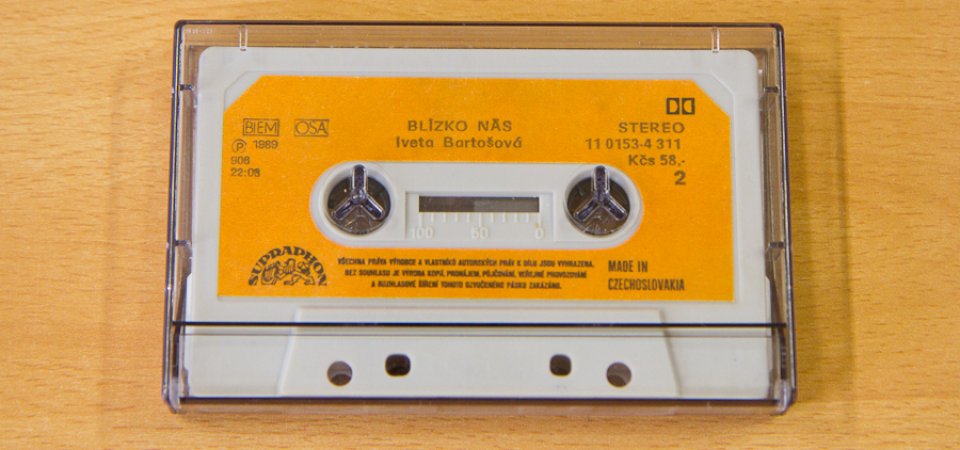 BLÍZKO NÁS
Iveta Bartošová
BIEM OSA
Ⓟ 1989
908
22:08
STEREO
11 0153-4 311
Kčs 58,-
2
100 50 0
SUPRAPHON
VŠECHNA PRÁVA VÝROBCE A VLASTNÍKŮ AUTORSKÝCH PRÁV K DÍLU JSOU VYHRAZENA.
BEZ SOUHLASU JE VÝROBA KOPIÍ, PRONÁJEM, PŮJČOVÁNÍ, VEŘEJNÉ PROVOZOVÁNÍ
A ROZHLASOVÉ ŠÍŘENÍ TOHOTO OZVUČENÉHO PÁSKU ZAKÁZÁNO.
MADE IN
CZECHOSLOVAKIA